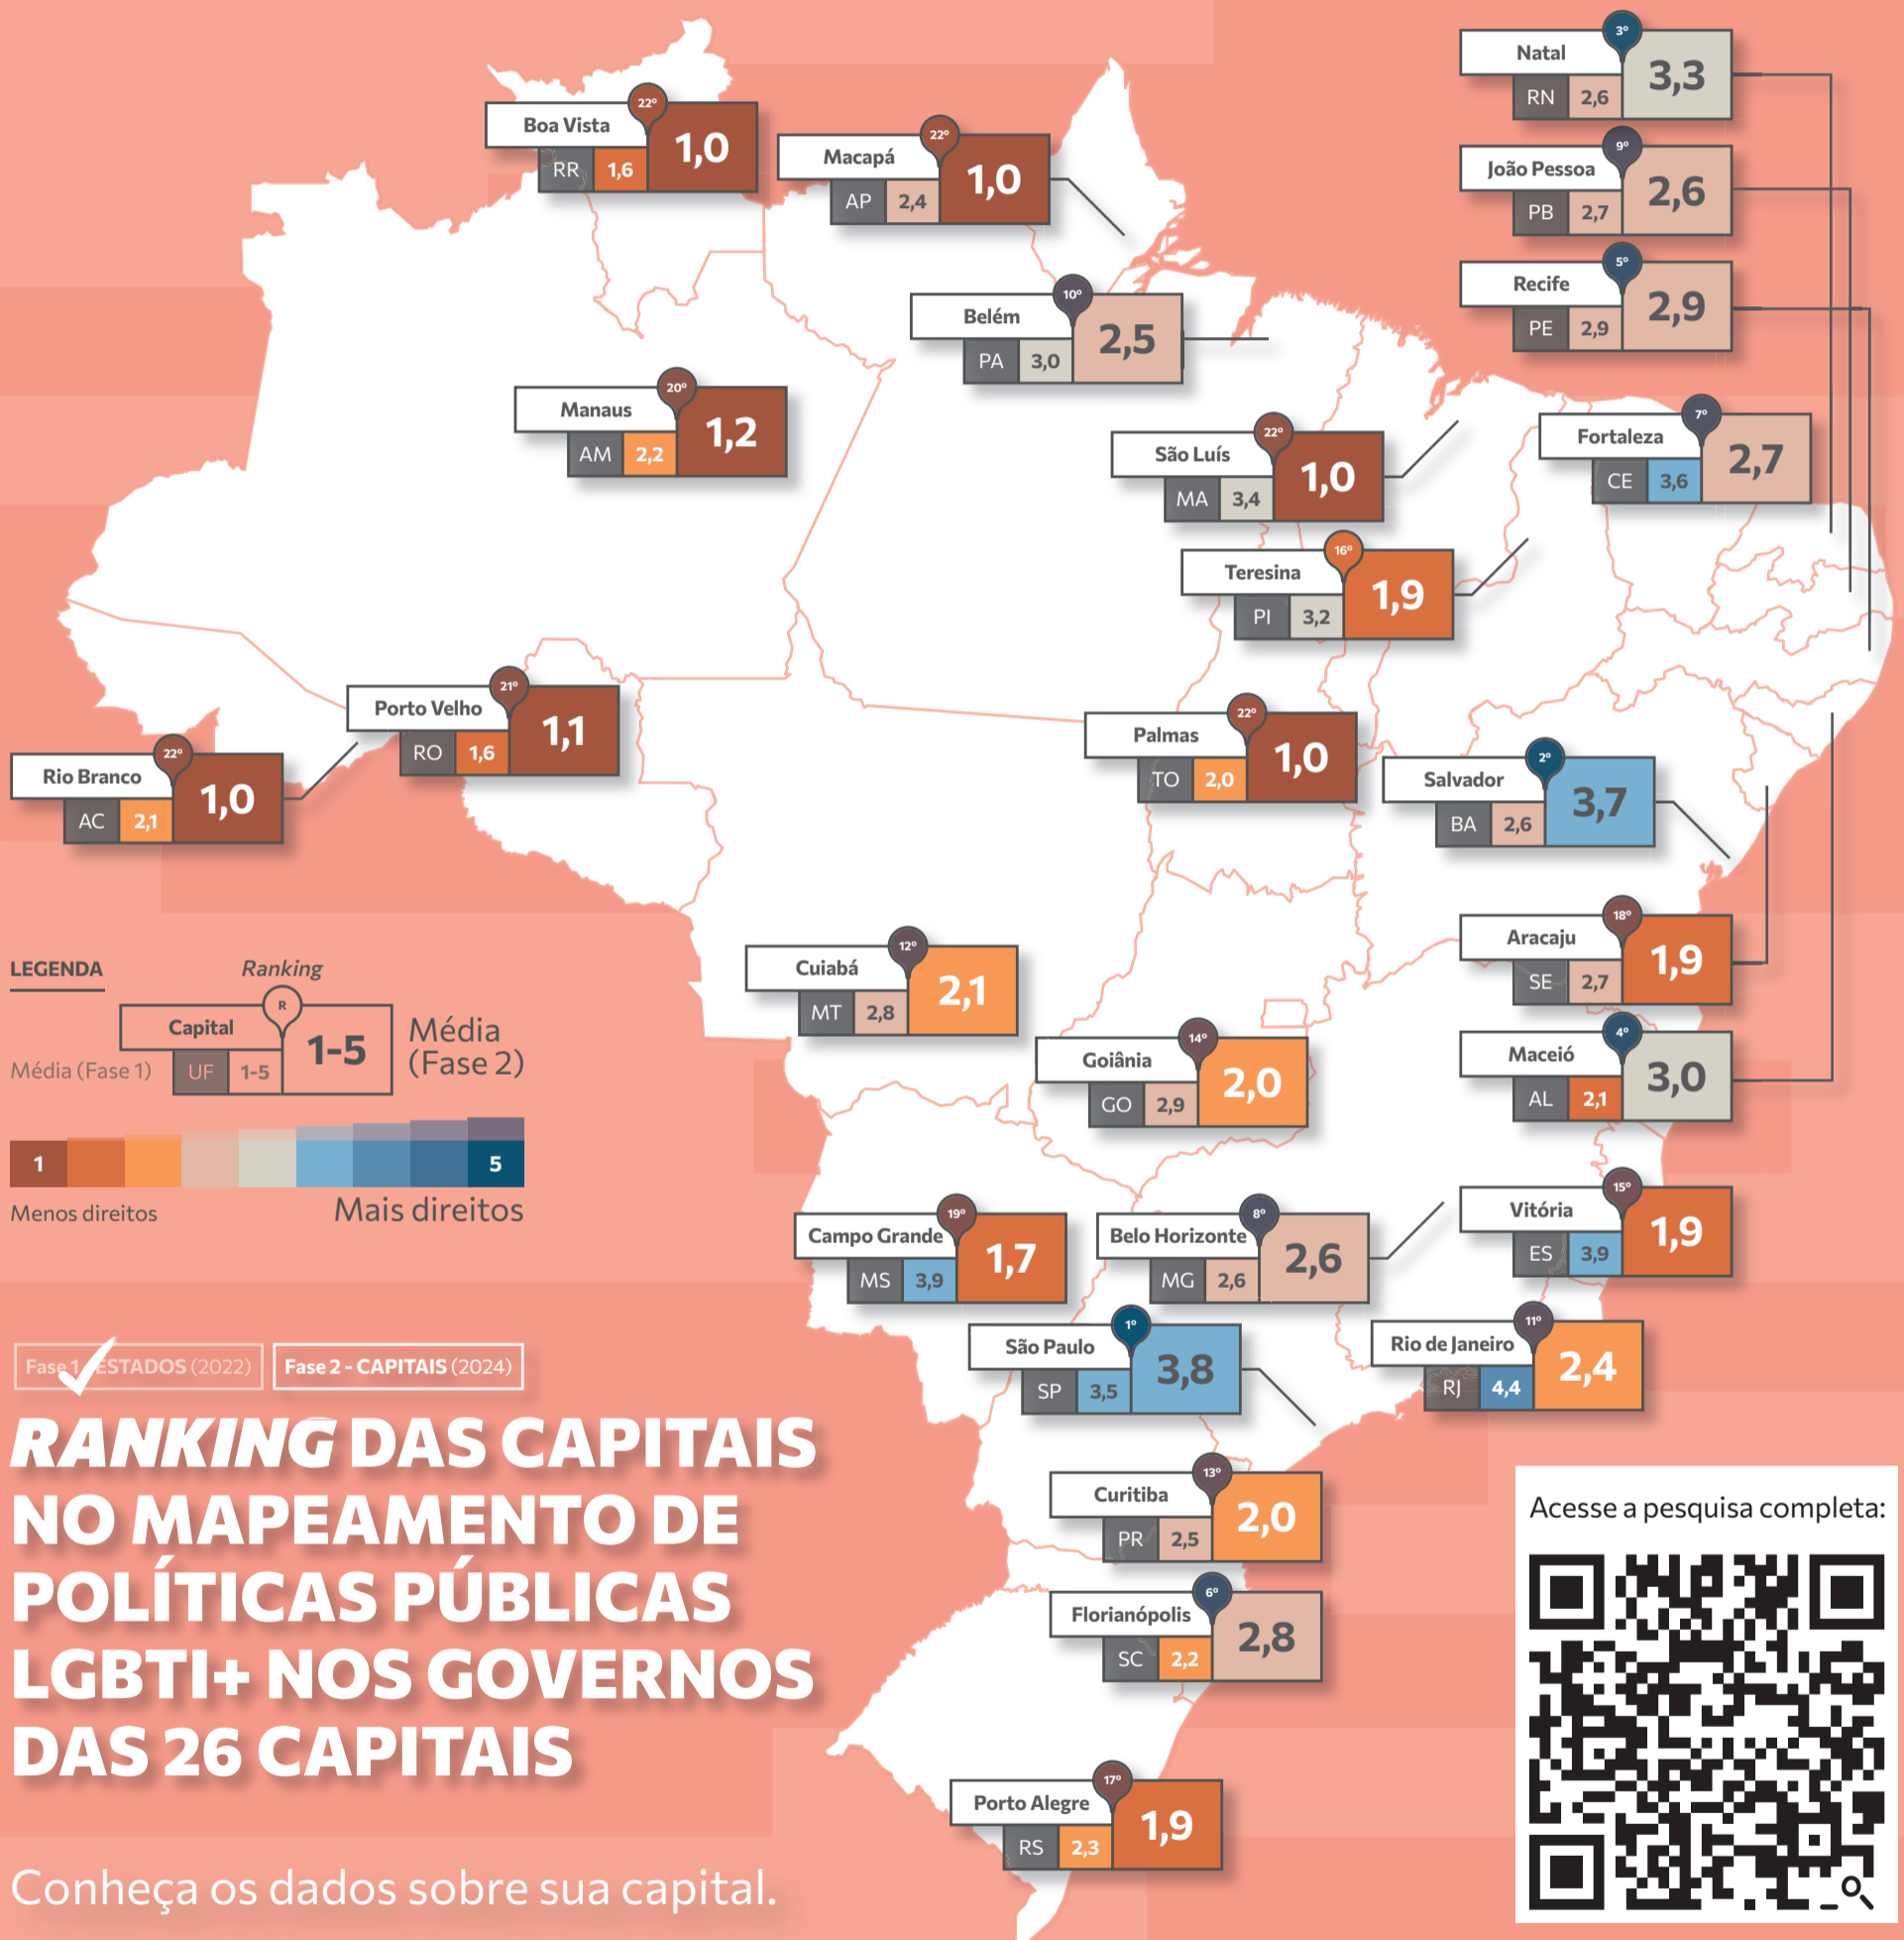 Natal
3º
3,3
RN
2,6
João Pessoa
9º
2,6
PB
2,7
Recife
5º
2,9
PE
2,9
Boa Vista
22º
1,0
RR
1,6
Macapá
22º
1,0
AP
2,4
Belém
10º
2,5
PA
3,0
Manaus
20º
1,2
AM
2,2
São Luís
22º
1,0
MA
3,4
Fortaleza
7º
2,7
CE
3,6
Teresina
16º
1,9
PI
3,2
Porto Velho
21º
1,1
RO
1,6
Rio Branco
22º
1,0
AC
2,1
Palmas
22º
1,0
TO
2,0
Salvador
2º
3,7
BA
2,6
Aracaju
18º
1,9
SE
2,7
Cuiabá
12º
2,1
MT
2,8
Goiânia
14º
2,0
GO
2,9
Maceió
4º
3,0
AL
2,1
LEGENDA
Ranking
R
Capital
1-5
Média
(Fase 2)
Média (Fase 1)
UF
1-5
1
5
Menos direitos
Mais direitos
Campo Grande
19º
1,7
MS
3,9
Belo Horizonte
8º
2,6
MG
2,6
Vitória
15º
1,9
ES
3,9
São Paulo
1º
3,8
SP
3,5
Rio de Janeiro
11º
2,4
RJ
4,4
Curitiba
13º
2,0
PR
2,5
Florianópolis
6º
2,8
SC
2,2
Porto Alegre
17º
1,9
RS
2,3
Fase 1 - ESTADOS (2022)
Fase 2 - CAPITAIS (2024)
RANKING DAS CAPITAIS
NO MAPEAMENTO DE
POLÍTICAS PÚBLICAS
LGBTI+ NOS GOVERNOS
DAS 26 CAPITAIS
Conheça os dados sobre sua capital.
Acesse a pesquisa completa: